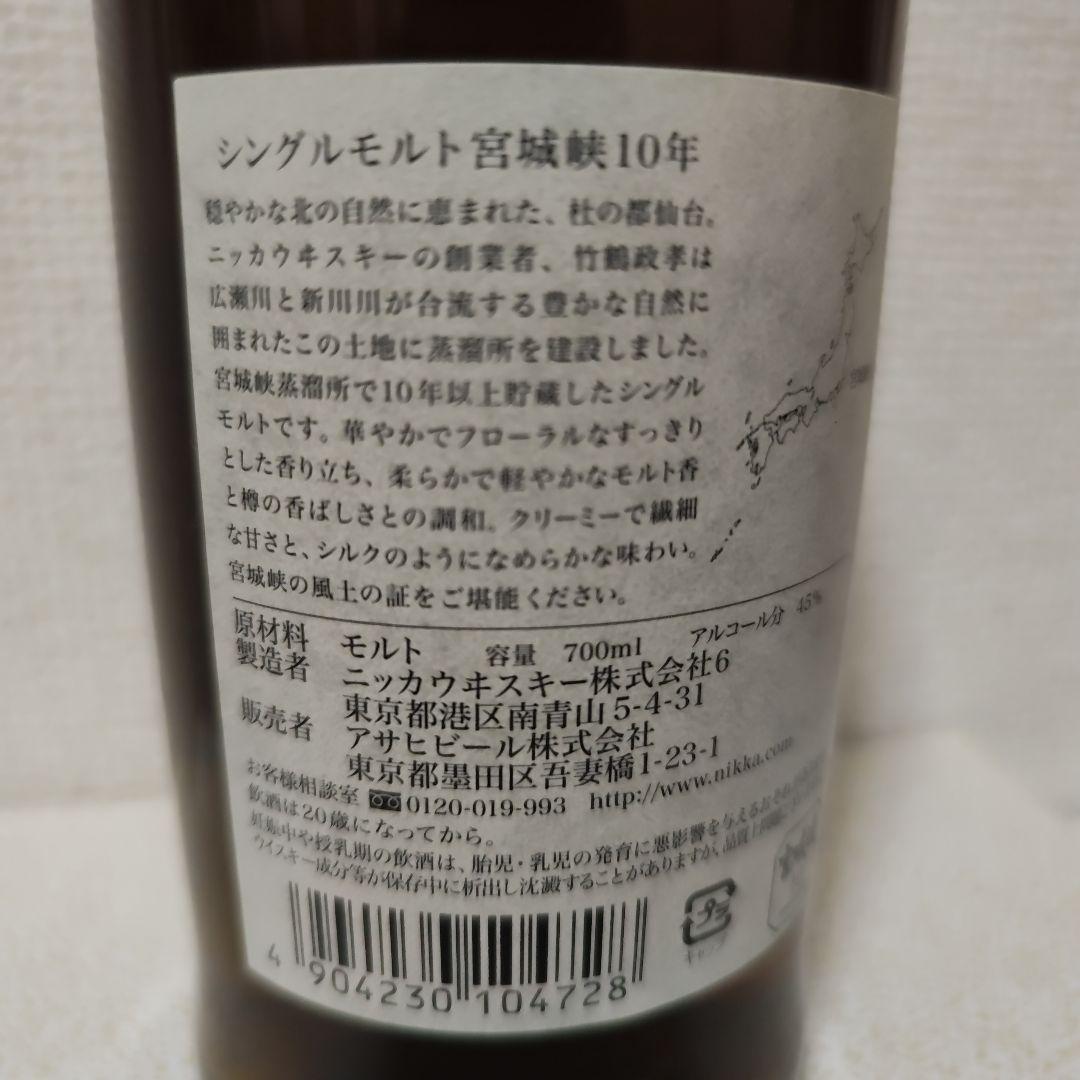 シングルモルト宮城峡10年
穏やかな北の自然に恵まれた、杜の都仙台。
ニッカウヰスキーの創業者、竹鶴政孝は
広瀬川と新川川が合流する豊かな自然に
囲まれたこの土地に蒸溜所を建設しました。
宮城峡蒸溜所で10年以上貯蔵したシングル
モルトです。華やかでフローラルなすっきり
とした香り立ち、柔らかで軽やかなモルト香
と樽の香ばしさとの調和。クリーミーで繊細
な甘さと、シルクのようになめらかな味わい。
宮城峡の風土の証をご堪能ください。
原材料 モルト 容量 700ml アルコール分 45%
製造者 ニッカウヰスキー株式会社6
東京都港区南青山5-4-31
販売者 アサヒビール株式会社
東京都墨田区吾妻橋1-23-1
お客様相談室 0120-019-993 http://www.nikka.com
飲酒は20歳になってから。
妊娠中や授乳期の飲酒は、胎児・乳児の発育に悪影響を与えるおそれ
ウイスキー成分等が保存中に析出し沈澱することがありますが、品質上
プラ
キャップ
4 904230 104728